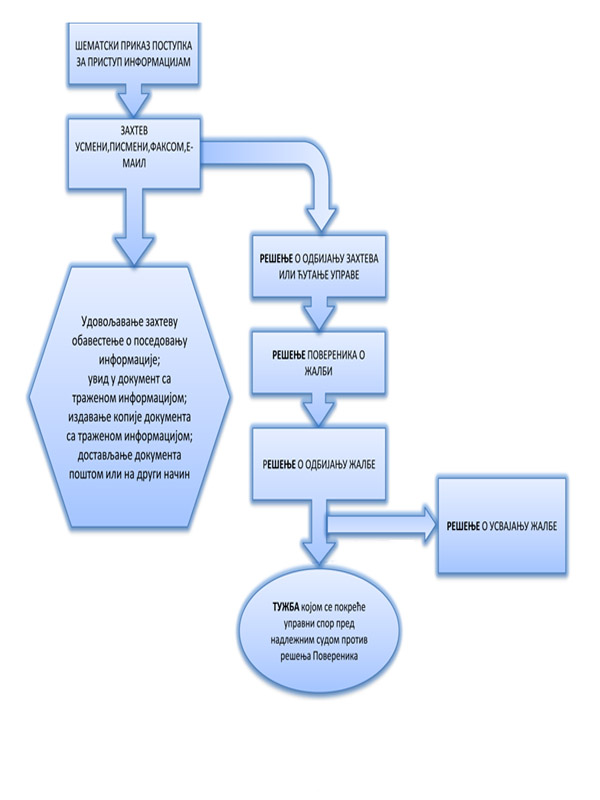 ШЕМАТСКИ ПРИКАЗ ПОСТУПКА
ЗА ПРИСТУП ИНФОРМАЦИЈАМ
ЗАХТЕВ
УСМЕНИ,ПИСМЕНИ,ФАКСОМ,Е-
МАИЛ
Удовољавање захтеву
обавестење о поседовању
информације;
увид у документ са
траженом информацијом;
издавање копије документа
са траженом информацијом;
достављање документа
поштом или на други начин
РЕШЕЊЕ О ОДБИЈАЊУ ЗАХТЕВА
ИЛИ ЋУТАЊЕ УПРАВЕ
РЕШЕЊЕ ПОВЕРЕНИКА О
ЖАЛБИ
РЕШЕЊЕ О ОДБИЈАЊУ ЖАЛБЕ
РЕШЕЊЕ О УСВАЈАЊУ ЖАЛБЕ
ТУЖБА којом се покреће
управни спор пред
надлежним судом против
решења Повереника